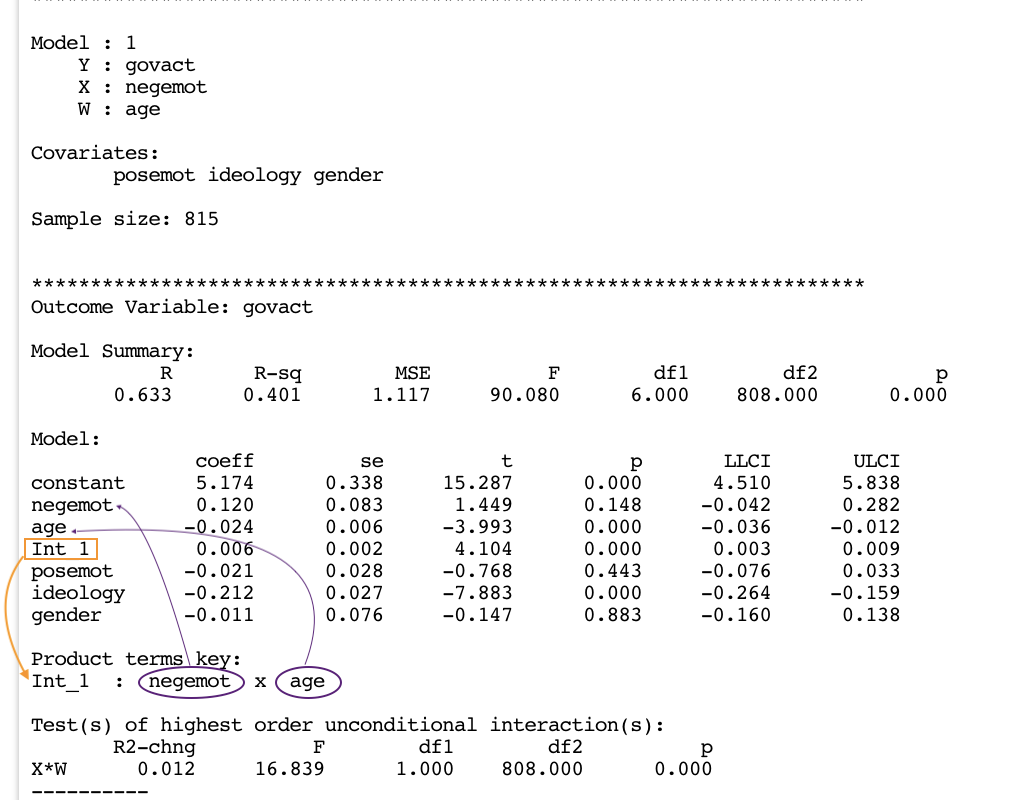 Model : 1
Y : govact
X : negemot
W : age
Covariates:
posemot ideology gender
Sample size: 815
***********************************************************************
Outcome Variable: govact
Model Summary:
R R-sq MSE F df1 df2 p
0.633 0.401 1.117 90.080 6.000 808.000 0.000
Model:
coeff se t p LLCI ULCI
constant 5.174 0.338 15.287 0.000 4.510 5.838
negemot 0.120 0.083 1.449 0.148 -0.042 0.282
age -0.024 0.006 -3.993 0.000 -0.036 -0.012
Int_1 0.006 0.002 4.104 0.000 0.003 0.009
posemot -0.021 0.028 -0.768 0.443 -0.076 0.033
ideology -0.212 0.027 -7.883 0.000 -0.264 -0.159
gender -0.011 0.076 -0.147 0.883 -0.160 0.138
Product terms key:
Int_1 : negemot x age
Test(s) of highest order unconditional interaction(s):
R2-chng F df1 df2 p
X*W 0.012 16.839 1.000 808.000 0.000
----------